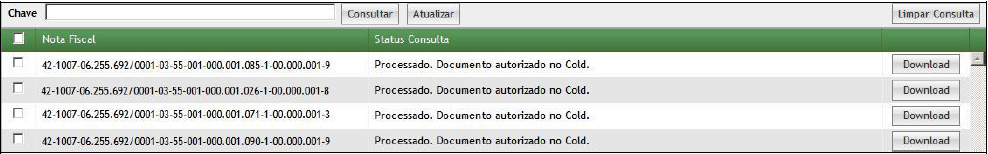 Chave Consultar Atualizar Limpar Consulta
Nota Fiscal Status Consulta
42-1007-06.255.692/0001-03-55-001-000.001.085-1-00.000.001-9 Processado. Documento autorizado no Cold. Download
42-1007-06.255.692/0001-03-55-001-000.001.026-1-00.000.001-8 Processado. Documento autorizado no Cold. Download
42-1007-06.255.692/0001-03-55-001-000.001.071-1-00.000.001-3 Processado. Documento autorizado no Cold. Download
42-1007-06.255.692/0001-03-55-001-000.001.090-1-00.000.001-9 Processado. Documento autorizado no Cold. Download